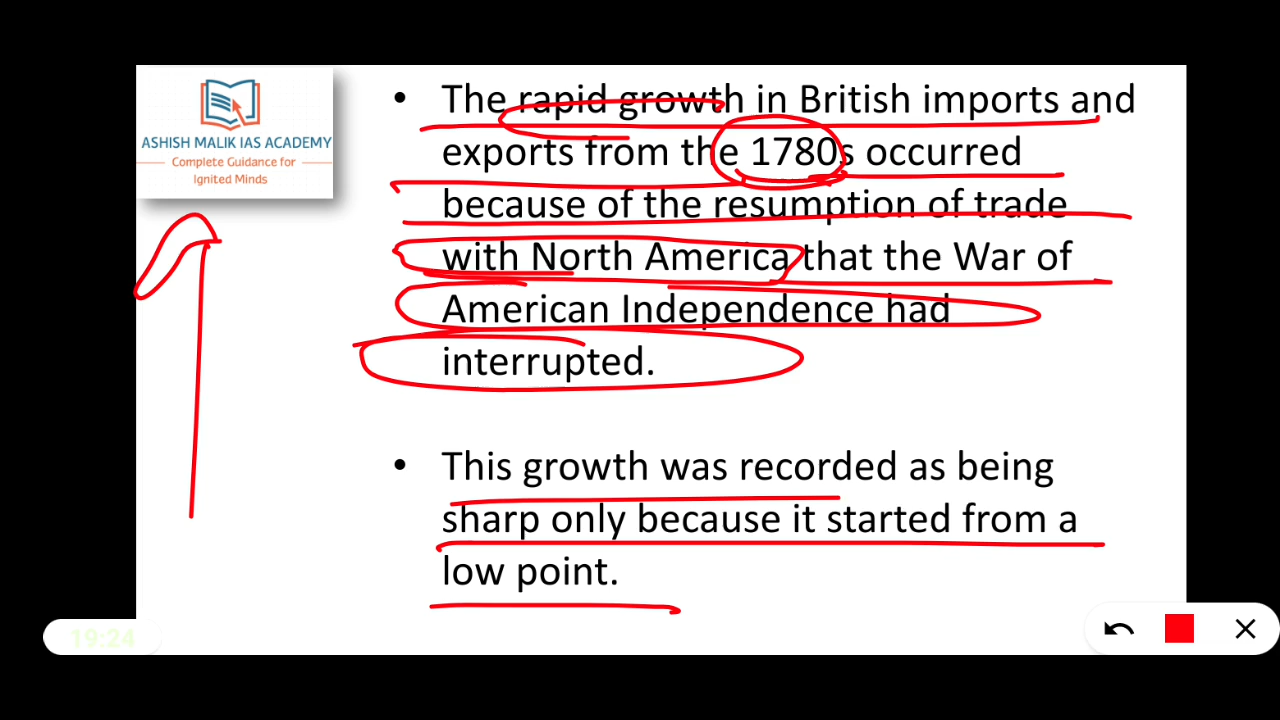 ASHISH MALIK IAS ACADEMY
Complete Guidance for
Ignited Minds
• The rapid growth in British imports and
exports from the 1780s occurred
because of the resumption of trade
with North America that the War of
American Independence had
interrupted.
• This growth was recorded as being
sharp only because it started from a
low point.
19:24